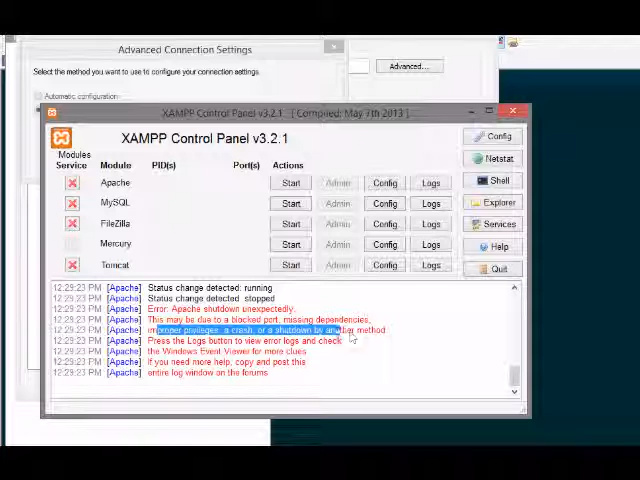 Advanced Connection Settings
Select the method you want to use to configure your connection settings.
Advanced...
Automatic configuration
XAMPP Control Panel v3.2.1 [ Compiled: May 7th 2013 ]
XAMPP Control Panel v3.2.1
Config
Modules
Service Module PID(s) Port(s) Actions
Netstat
Apache Start Admin Config Logs
Shell
MySQL Start Admin Config Logs
Explorer
FileZilla Start Admin Config Logs
Services
Mercury Start Admin Config Logs
Help
Tomcat Start Admin Config Logs
Quit
12:29:23 PM [Apache] Status change detected: running
12:29:23 PM [Apache] Status change detected: stopped
12:29:23 PM [Apache] Error: Apache shutdown unexpectedly.
12:29:23 PM [Apache] This may be due to a blocked port, missing dependencies,
12:29:23 PM [Apache] improper privileges, a crash, or a shutdown by another method.
12:29:23 PM [Apache] Press the Logs button to view error logs and check
12:29:23 PM [Apache] the Windows Event Viewer for more clues
12:29:23 PM [Apache] If you need more help, copy and post this
12:29:23 PM [Apache] entire log window on the forums